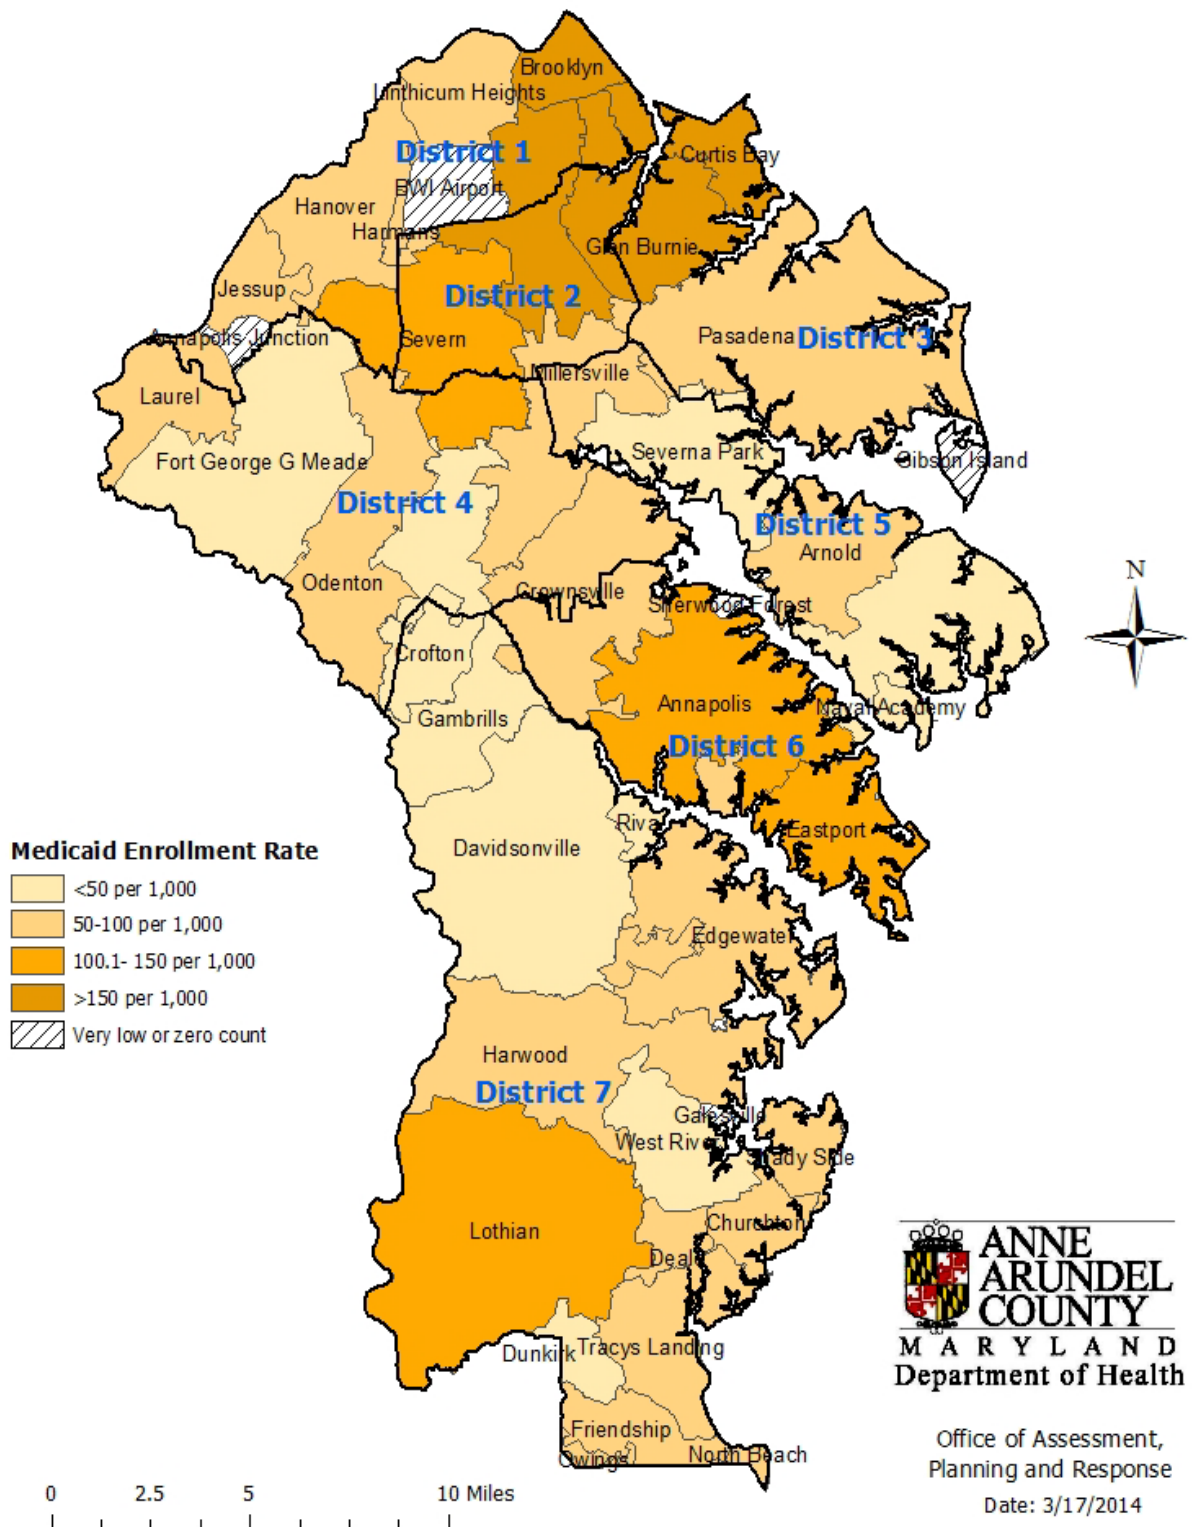 Brooklyn
Linthicum Heights
District 1
Curtis Bay
BWI Airport
Hanover
Harmans
Glen Burnie
Jessup
District 2
Annapolis Junction
Severn
Pasadena
District 3
Millersville
Laurel
Severna Park
Fort George G Meade
Gibson Island
District 4
District 5
Arnold
N
Odenton
Crownsville
Sherwood Forest
Crofton
Annapolis
Naval Academy
Gambrills
District 6
Riva
Eastport
Davidsonville
Medicaid Enrollment Rate
<50 per 1,000
50-100 per 1,000
100.1- 150 per 1,000
>150 per 1,000
Very low or zero count
Edgewater
Harwood
District 7
Galesville
West River
Shady Side
Churchton
Lothian
Deale
Dunkirk
Tracys Landing
Friendship
North Beach
Owings
ANNE
ARUNDEL
COUNTY
MARYLAND
Department of Health
Office of Assessment,
Planning and Response
Date: 3/17/2014
0 2.5 5 10 Miles